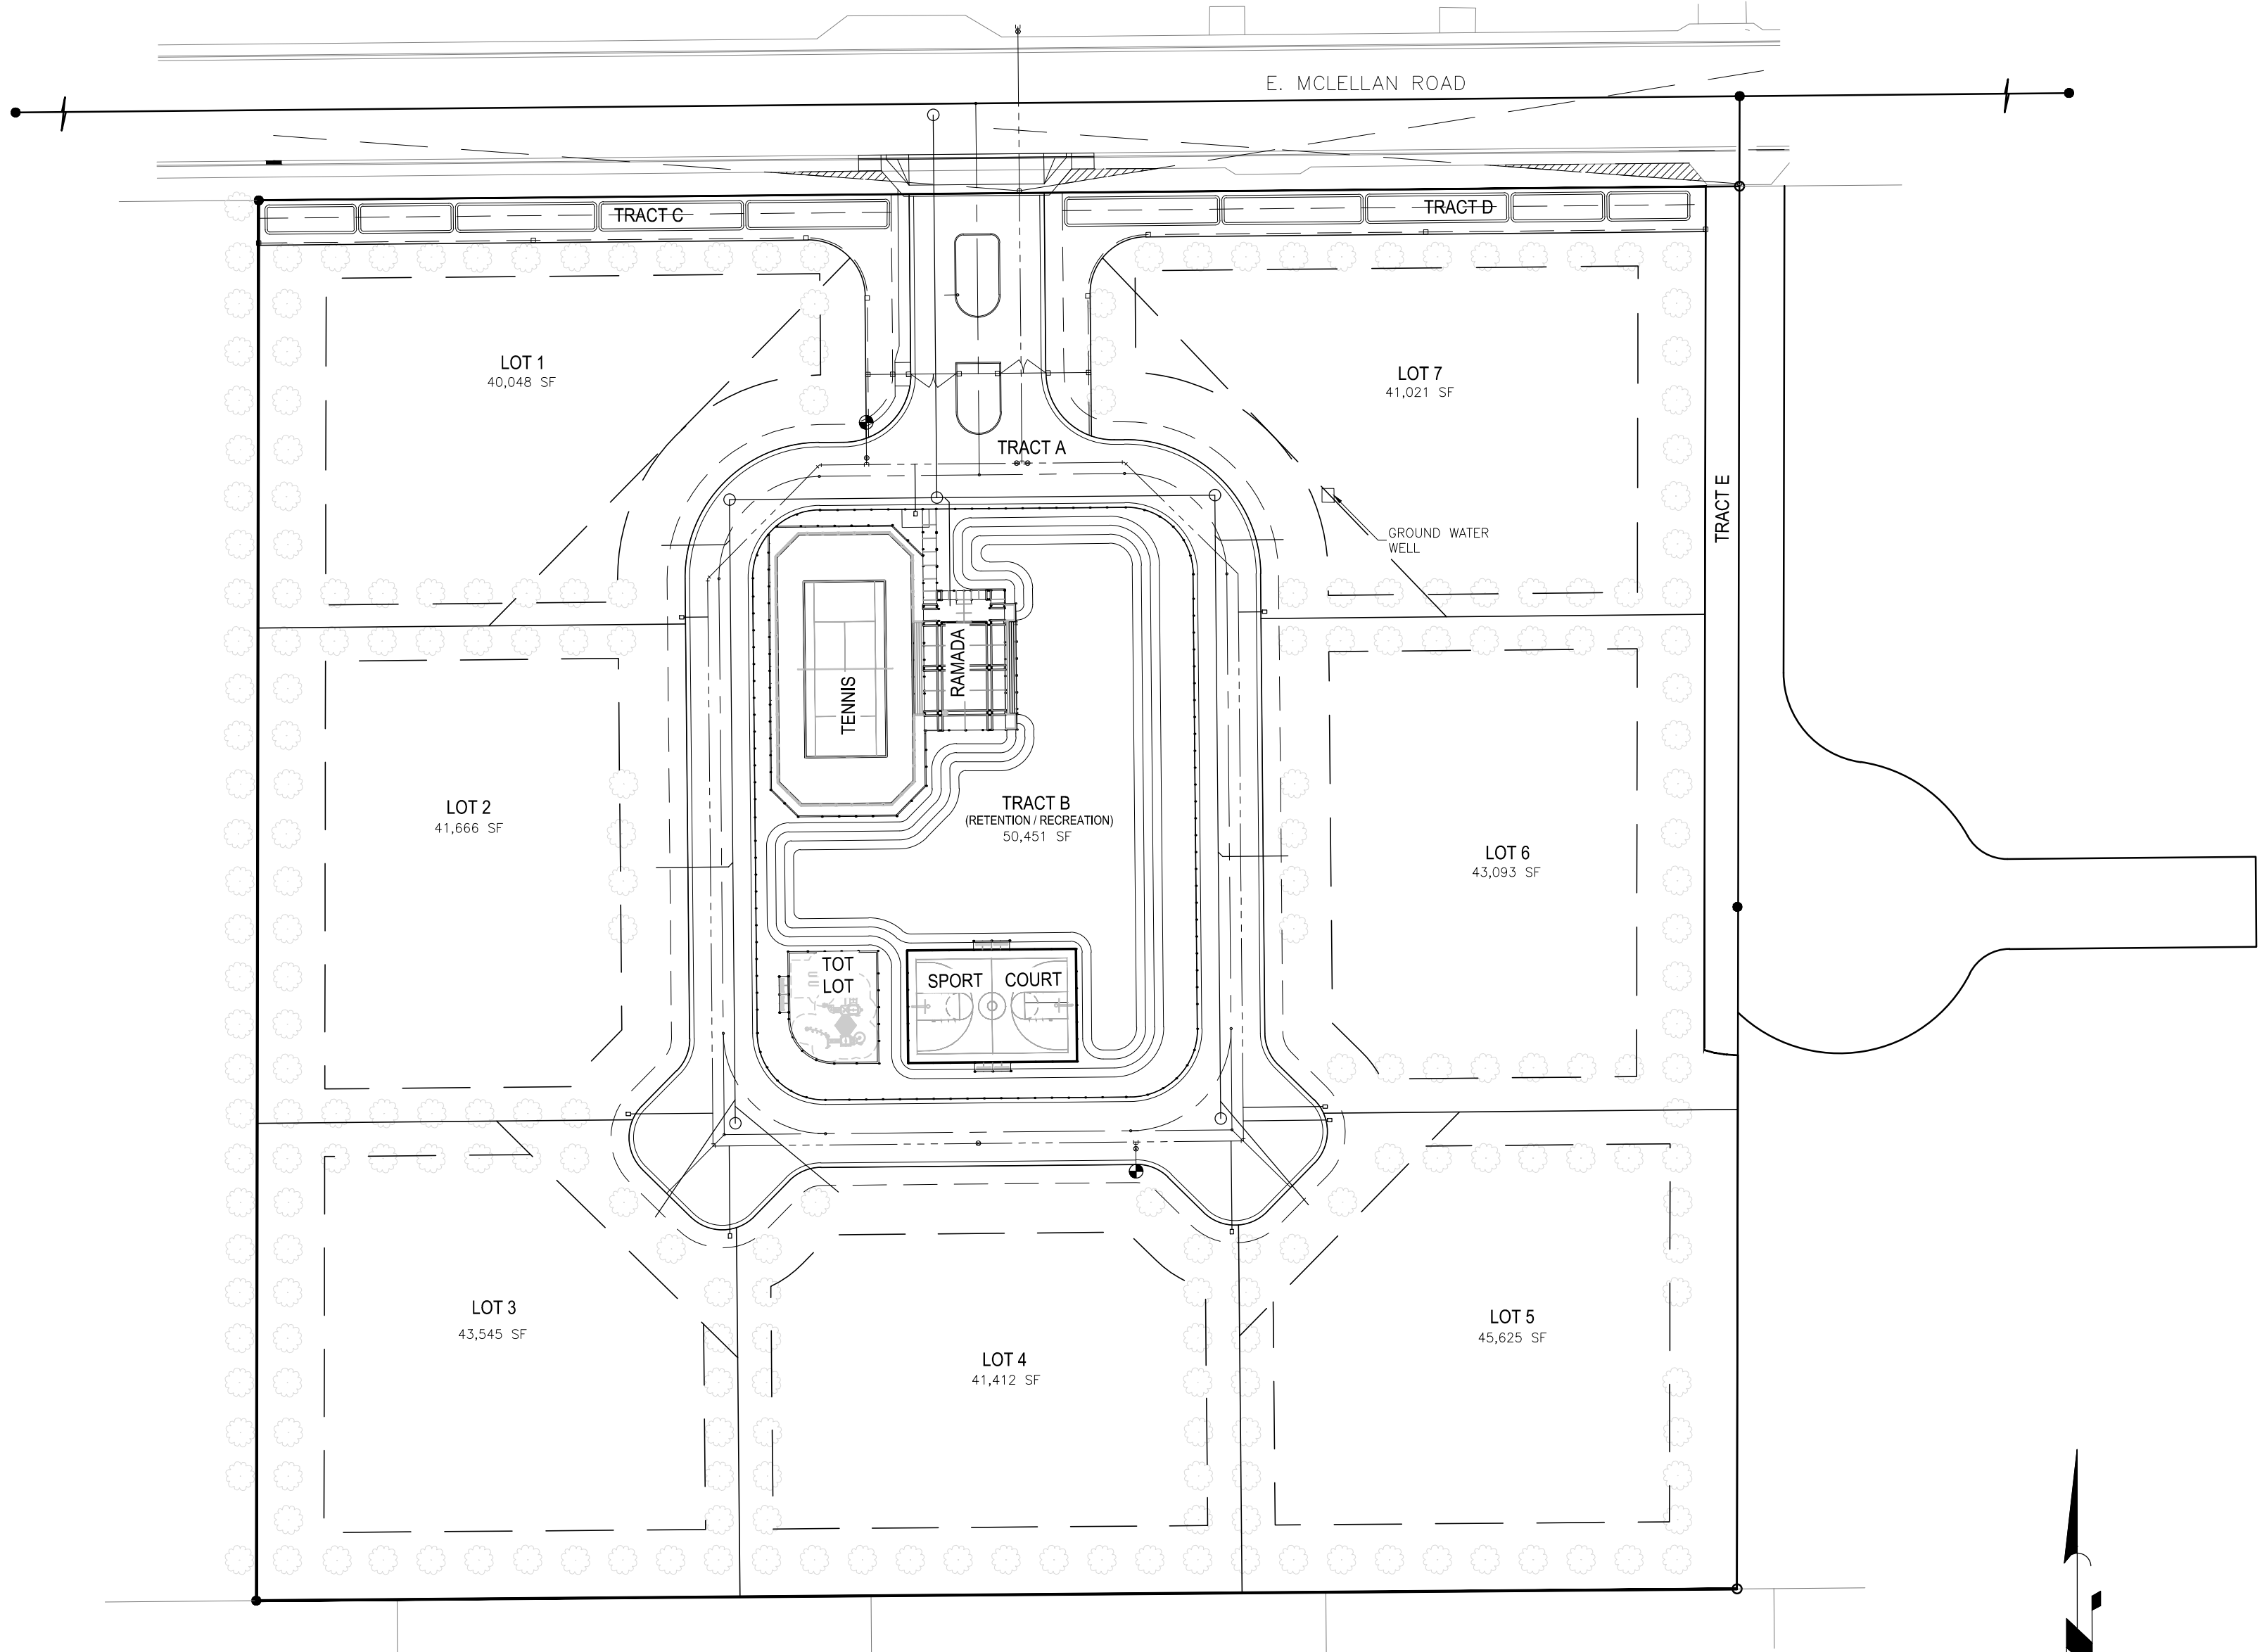 E. MCLELLAN ROAD
TRACT C
TRACT D
LOT 1
40,048 SF
LOT 7
41,021 SF
TRACT A
TRACT E
GROUND WATER
WELL
RAMADA
TENNIS
LOT 2
41,666 SF
TRACT B
(RETENTION / RECREATION)
50,451 SF
LOT 6
43,093 SF
TOT
LOT
SPORT COURT
LOT 3
43,545 SF
LOT 4
41,412 SF
LOT 5
45,625 SF